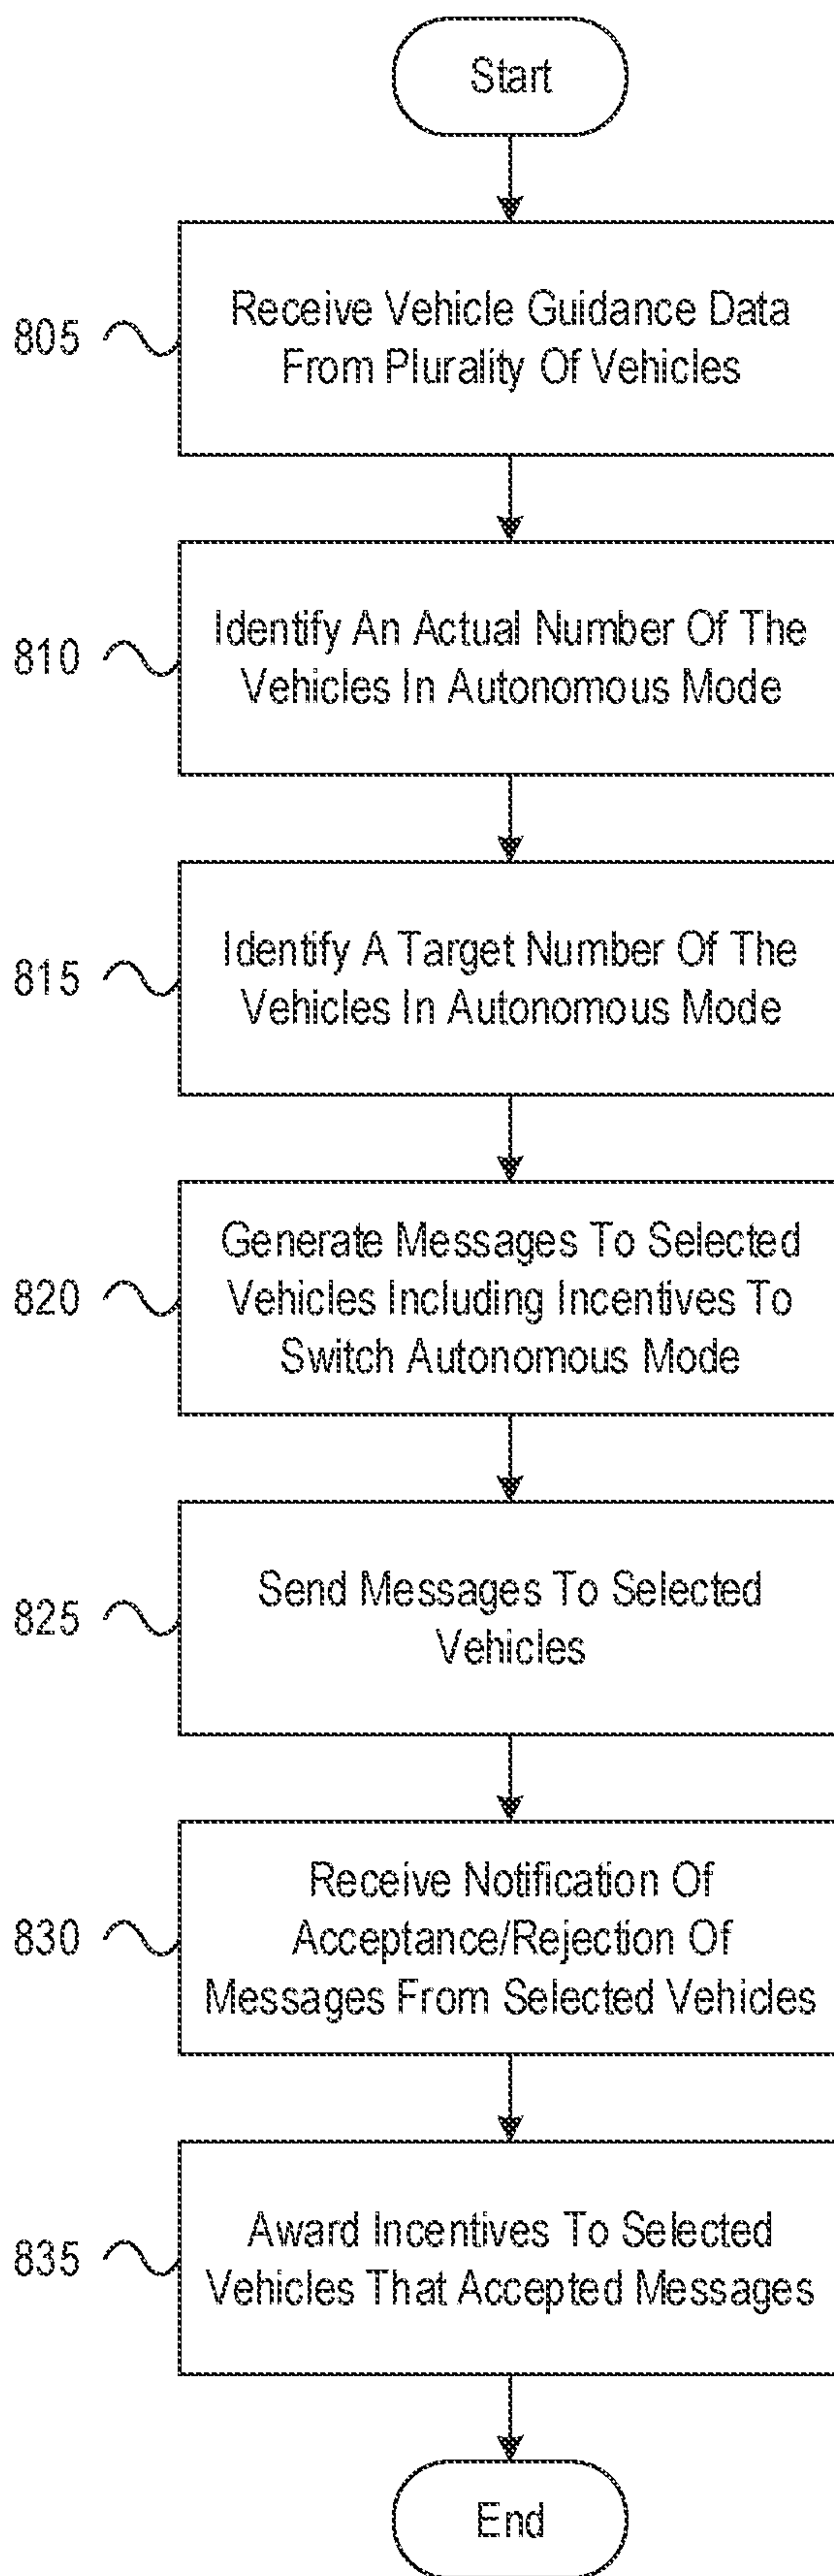 Start
805
Receive Vehicle Guidance Data
From Plurality Of Vehicles
810
Identify An Actual Number Of The
Vehicles In Autonomous Mode
815
Identify A Target Number Of The
Vehicles In Autonomous Mode
820
Generate Messages To Selected
Vehicles Including Incentives To
Switch Autonomous Mode
825
Send Messages To Selected
Vehicles
830
Receive Notification Of
Acceptance/Rejection Of
Messages From Selected Vehicles
835
Award Incentives To Selected
Vehicles That Accepted Messages
End